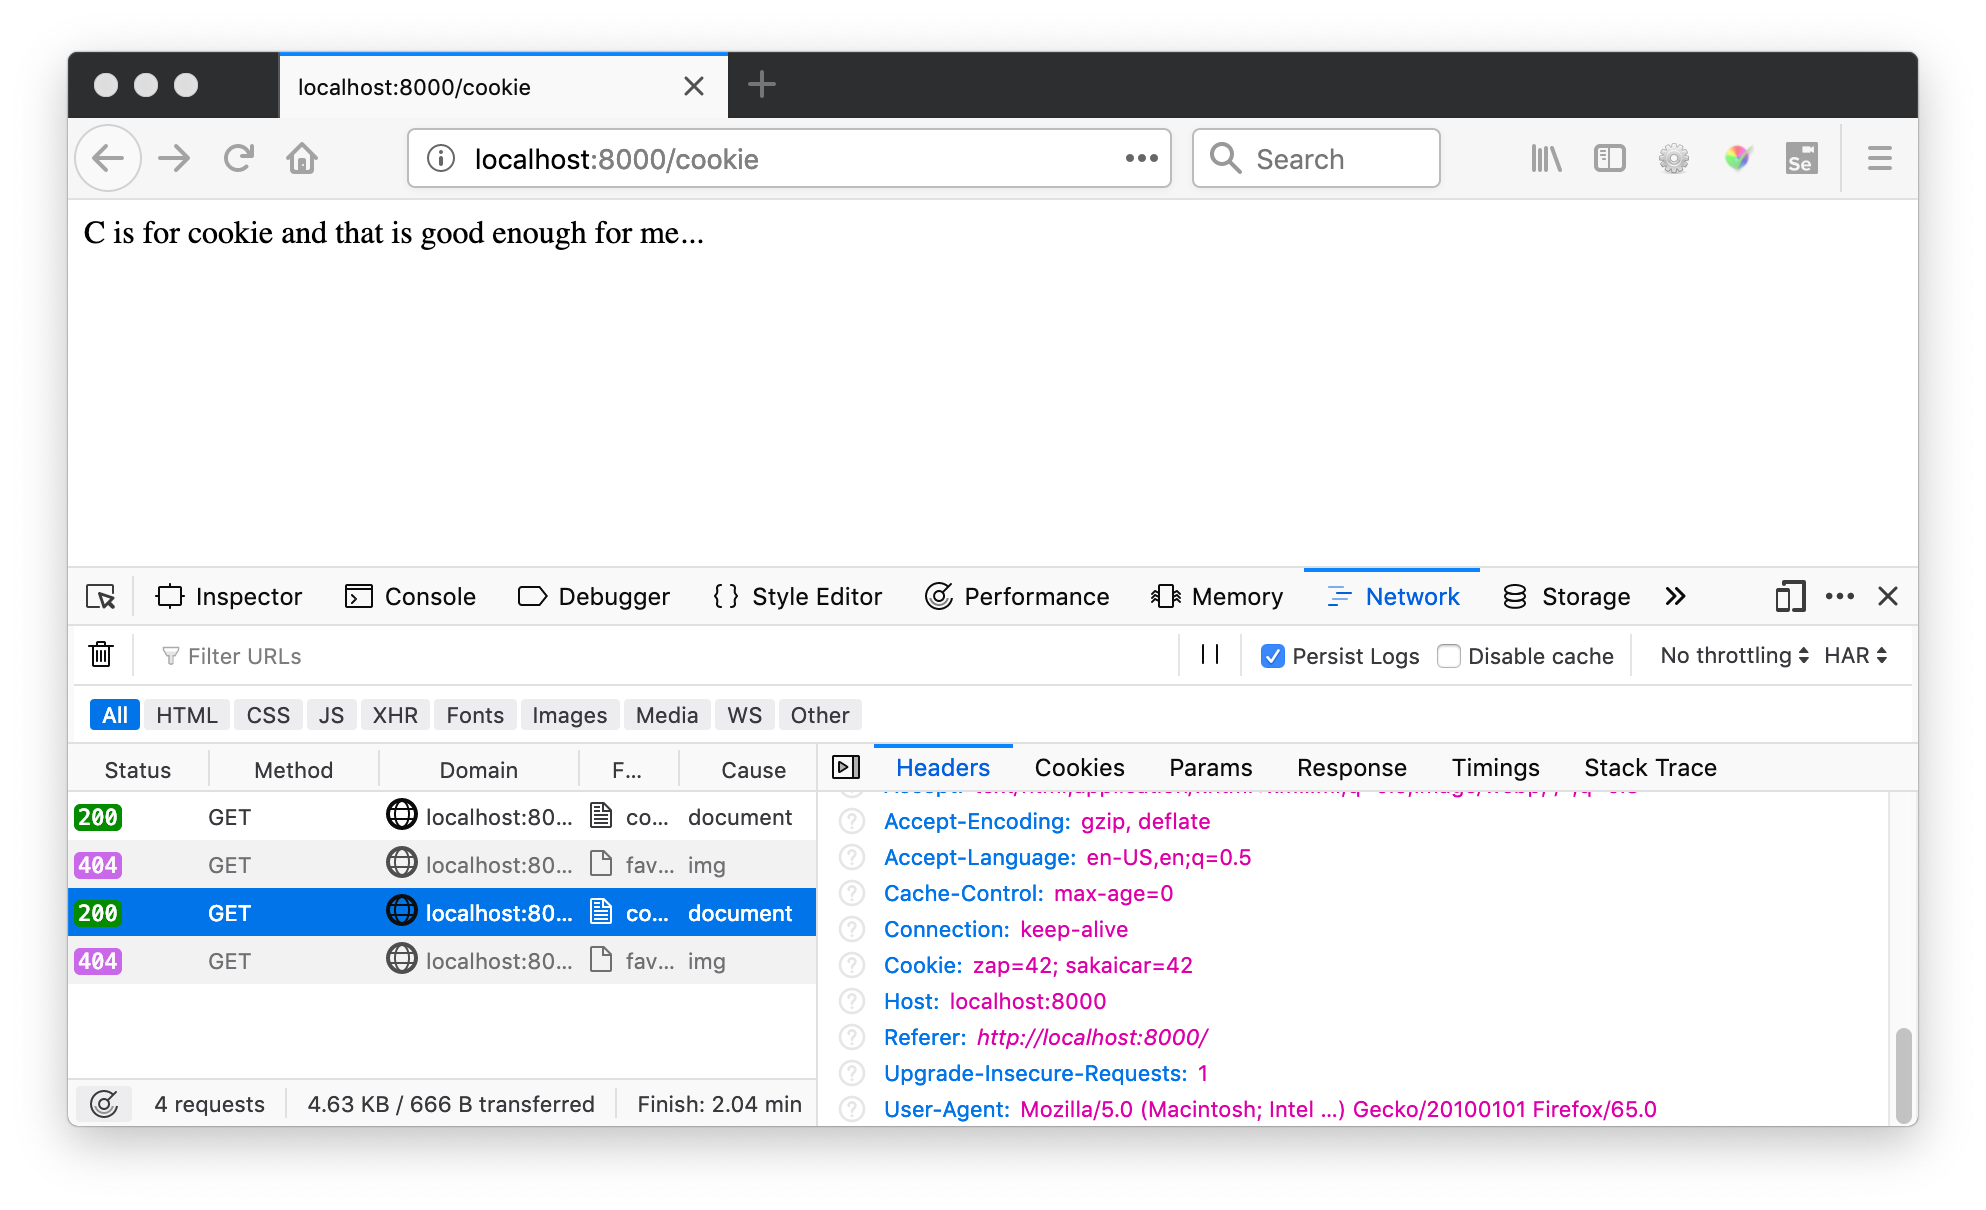 localhost:8000/cookie
localhost:8000/cookie
Search
Se
C is for cookie and that is good enough for me...
Inspector Console Debugger { } Style Editor Performance Memory Network Storage
Filter URLs Persist Logs Disable cache No throttling HAR
All HTML CSS JS XHR Fonts Images Media WS Other
Status Method Domain F... Cause
200 GET localhost:80... co... document
404 GET localhost:80... fav... img
200 GET localhost:80... co... document
404 GET localhost:80... fav... img
4 requests 4.63 KB / 666 B transferred Finish: 2.04 min
Headers Cookies Params Response Timings Stack Trace
Accept-Encoding: gzip, deflate
Accept-Language: en-US,en;q=0.5
Cache-Control: max-age=0
Connection: keep-alive
Cookie: zap=42; sakaicar=42
Host: localhost:8000
Referer: http://localhost:8000/
Upgrade-Insecure-Requests: 1
User-Agent: Mozilla/5.0 (Macintosh; Intel ...) Gecko/20100101 Firefox/65.0